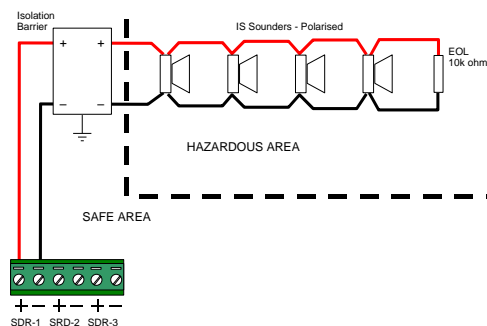 Isolation
Barrier
IS Sounders - Polarised
EOL
10k ohm
+ +
− −
HAZARDOUS AREA
SAFE AREA
+ − + − + −
SDR-1 SRD-2 SDR-3